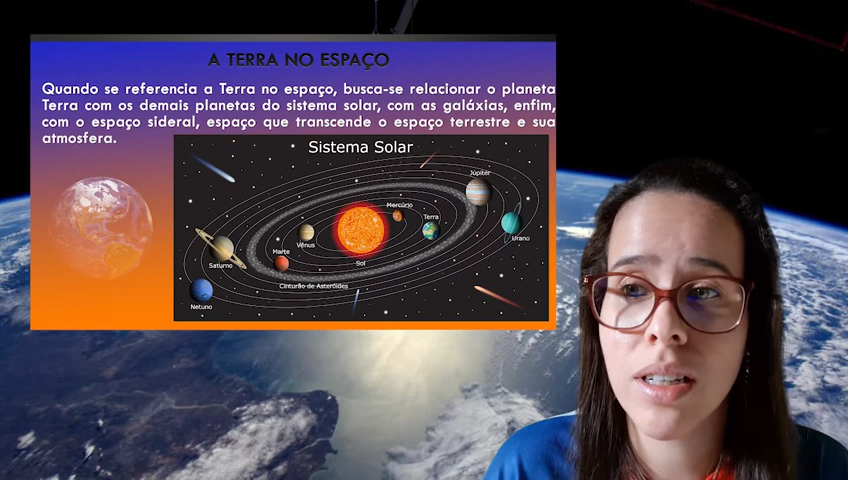 A TERRA NO ESPAÇO
Quando se referencia a Terra no espaço, busca-se relacionar o planeta
Terra com os demais planetas do sistema solar, com as galáxias, enfim,
com o espaço sideral, espaço que transcende o espaço terrestre e sua
atmosfera.
Sistema Solar
Júpiter
Mercúrio
Terra
Urano
Vênus
Marte
Sol
Saturno
Cinturão de Asteróides
Netuno